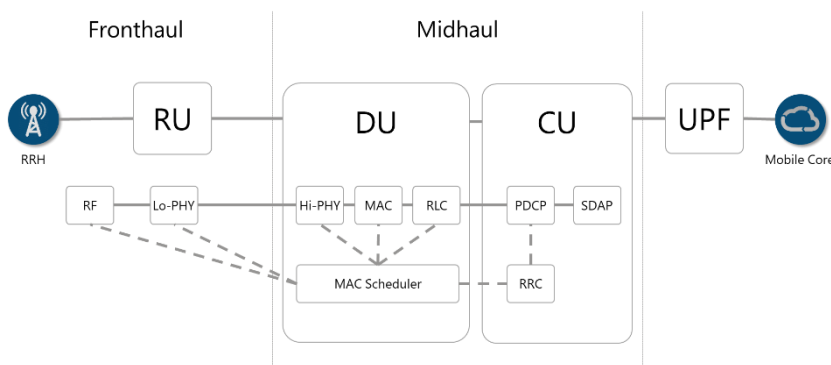 Fronthaul
Midhaul
RU
DU
CU
UPF
RRH
Mobile Core
RF
Lo-PHY
Hi-PHY
MAC
RLC
PDCP
SDAP
MAC Scheduler
RRC